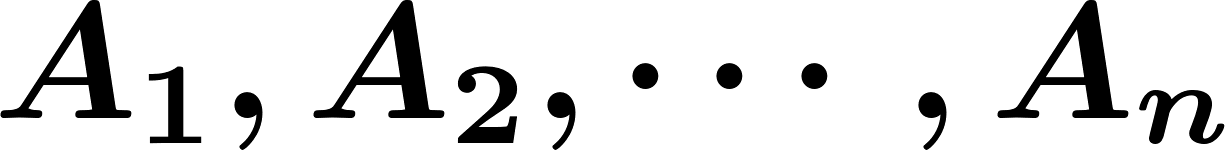 A₁, A₂, ⋯ , Aₙ